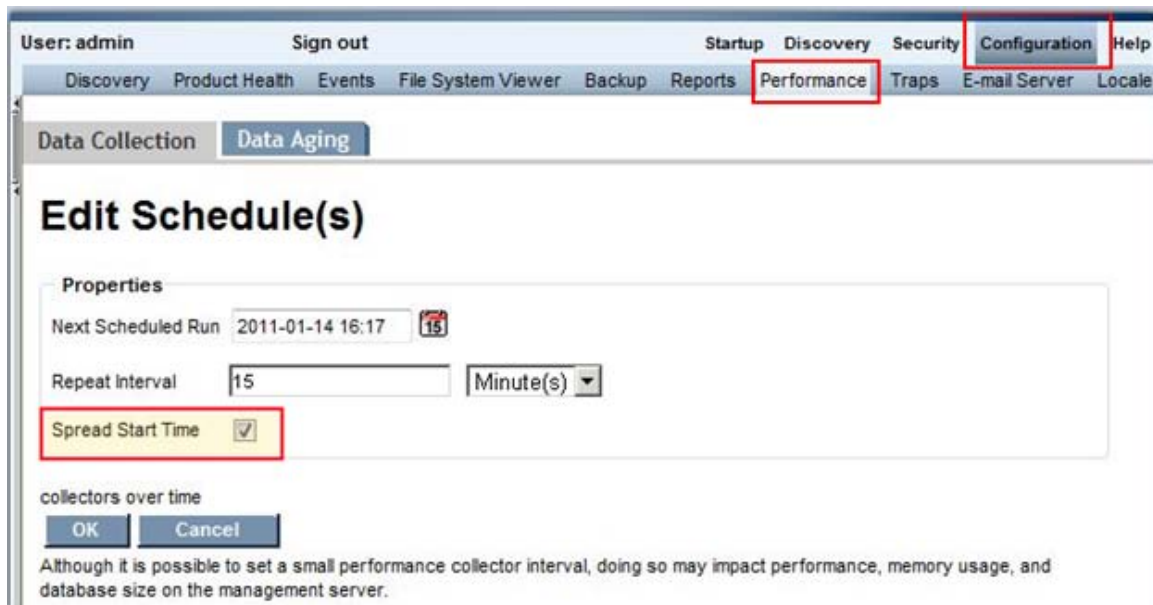 User: admin Sign out Startup Discovery Security Configuration Help
Discovery Product Health Events File System Viewer Backup Reports Performance Traps E-mail Server Locale
Data Collection Data Aging
Edit Schedule(s)
Properties
Next Scheduled Run 2011-01-14 16:17 15
Repeat Interval 15 Minute(s)
Spread Start Time
collectors over time
OK Cancel
Although it is possible to set a small performance collector interval, doing so may impact performance, memory usage, and
database size on the management server.